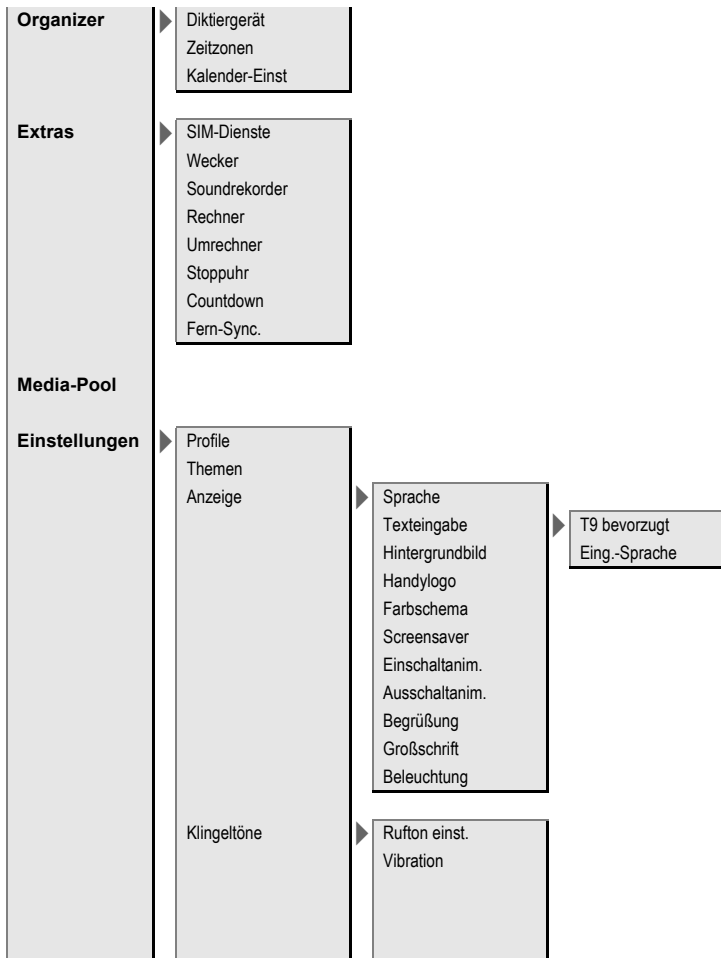 Organizer
Diktiergerät
Zeitzonen
Kalender-Einst
Extras
SIM-Dienste
Wecker
Soundrekorder
Rechner
Umrechner
Stoppuhr
Countdown
Fern-Sync.
Media-Pool
Einstellungen
Profile
Themen
Anzeige
Sprache
Texteingabe
T9 bevorzugt
Eing.-Sprache
Hintergrundbild
Handylogo
Farbschema
Screensaver
Einschaltanim.
Ausschaltanim.
Begrüßung
Großschrift
Beleuchtung
Klingeltöne
Rufton einst.
Vibration